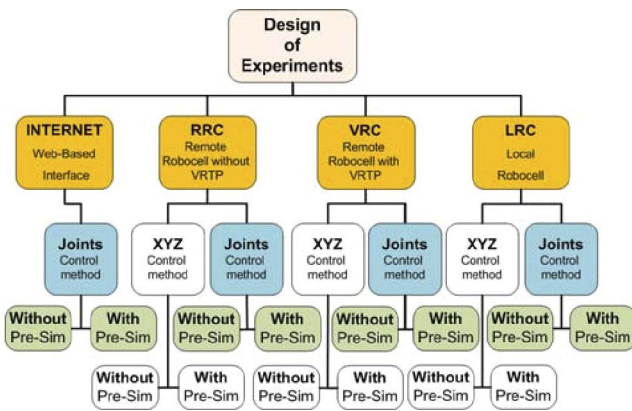 Design
of
Experiments
INTERNET
Web-Based
Interface
RRC
Remote
Robocell without
VRTP
VRC
Remote
Robocell with
VRTP
LRC
Local
Robocell
Joints
Control
method
XYZ
Control
method
Joints
Control
method
XYZ
Control
method
Joints
Control
method
XYZ
Control
method
Joints
Control
method
Without
Pre-Sim
With
Pre-Sim
Without
Pre-Sim
With
Pre-Sim
Without
Pre-Sim
With
Pre-Sim
Without
Pre-Sim
With
Pre-Sim
Without
Pre-Sim
With
Pre-Sim
Without
Pre-Sim
With
Pre-Sim
Without
Pre-Sim
With
Pre-Sim